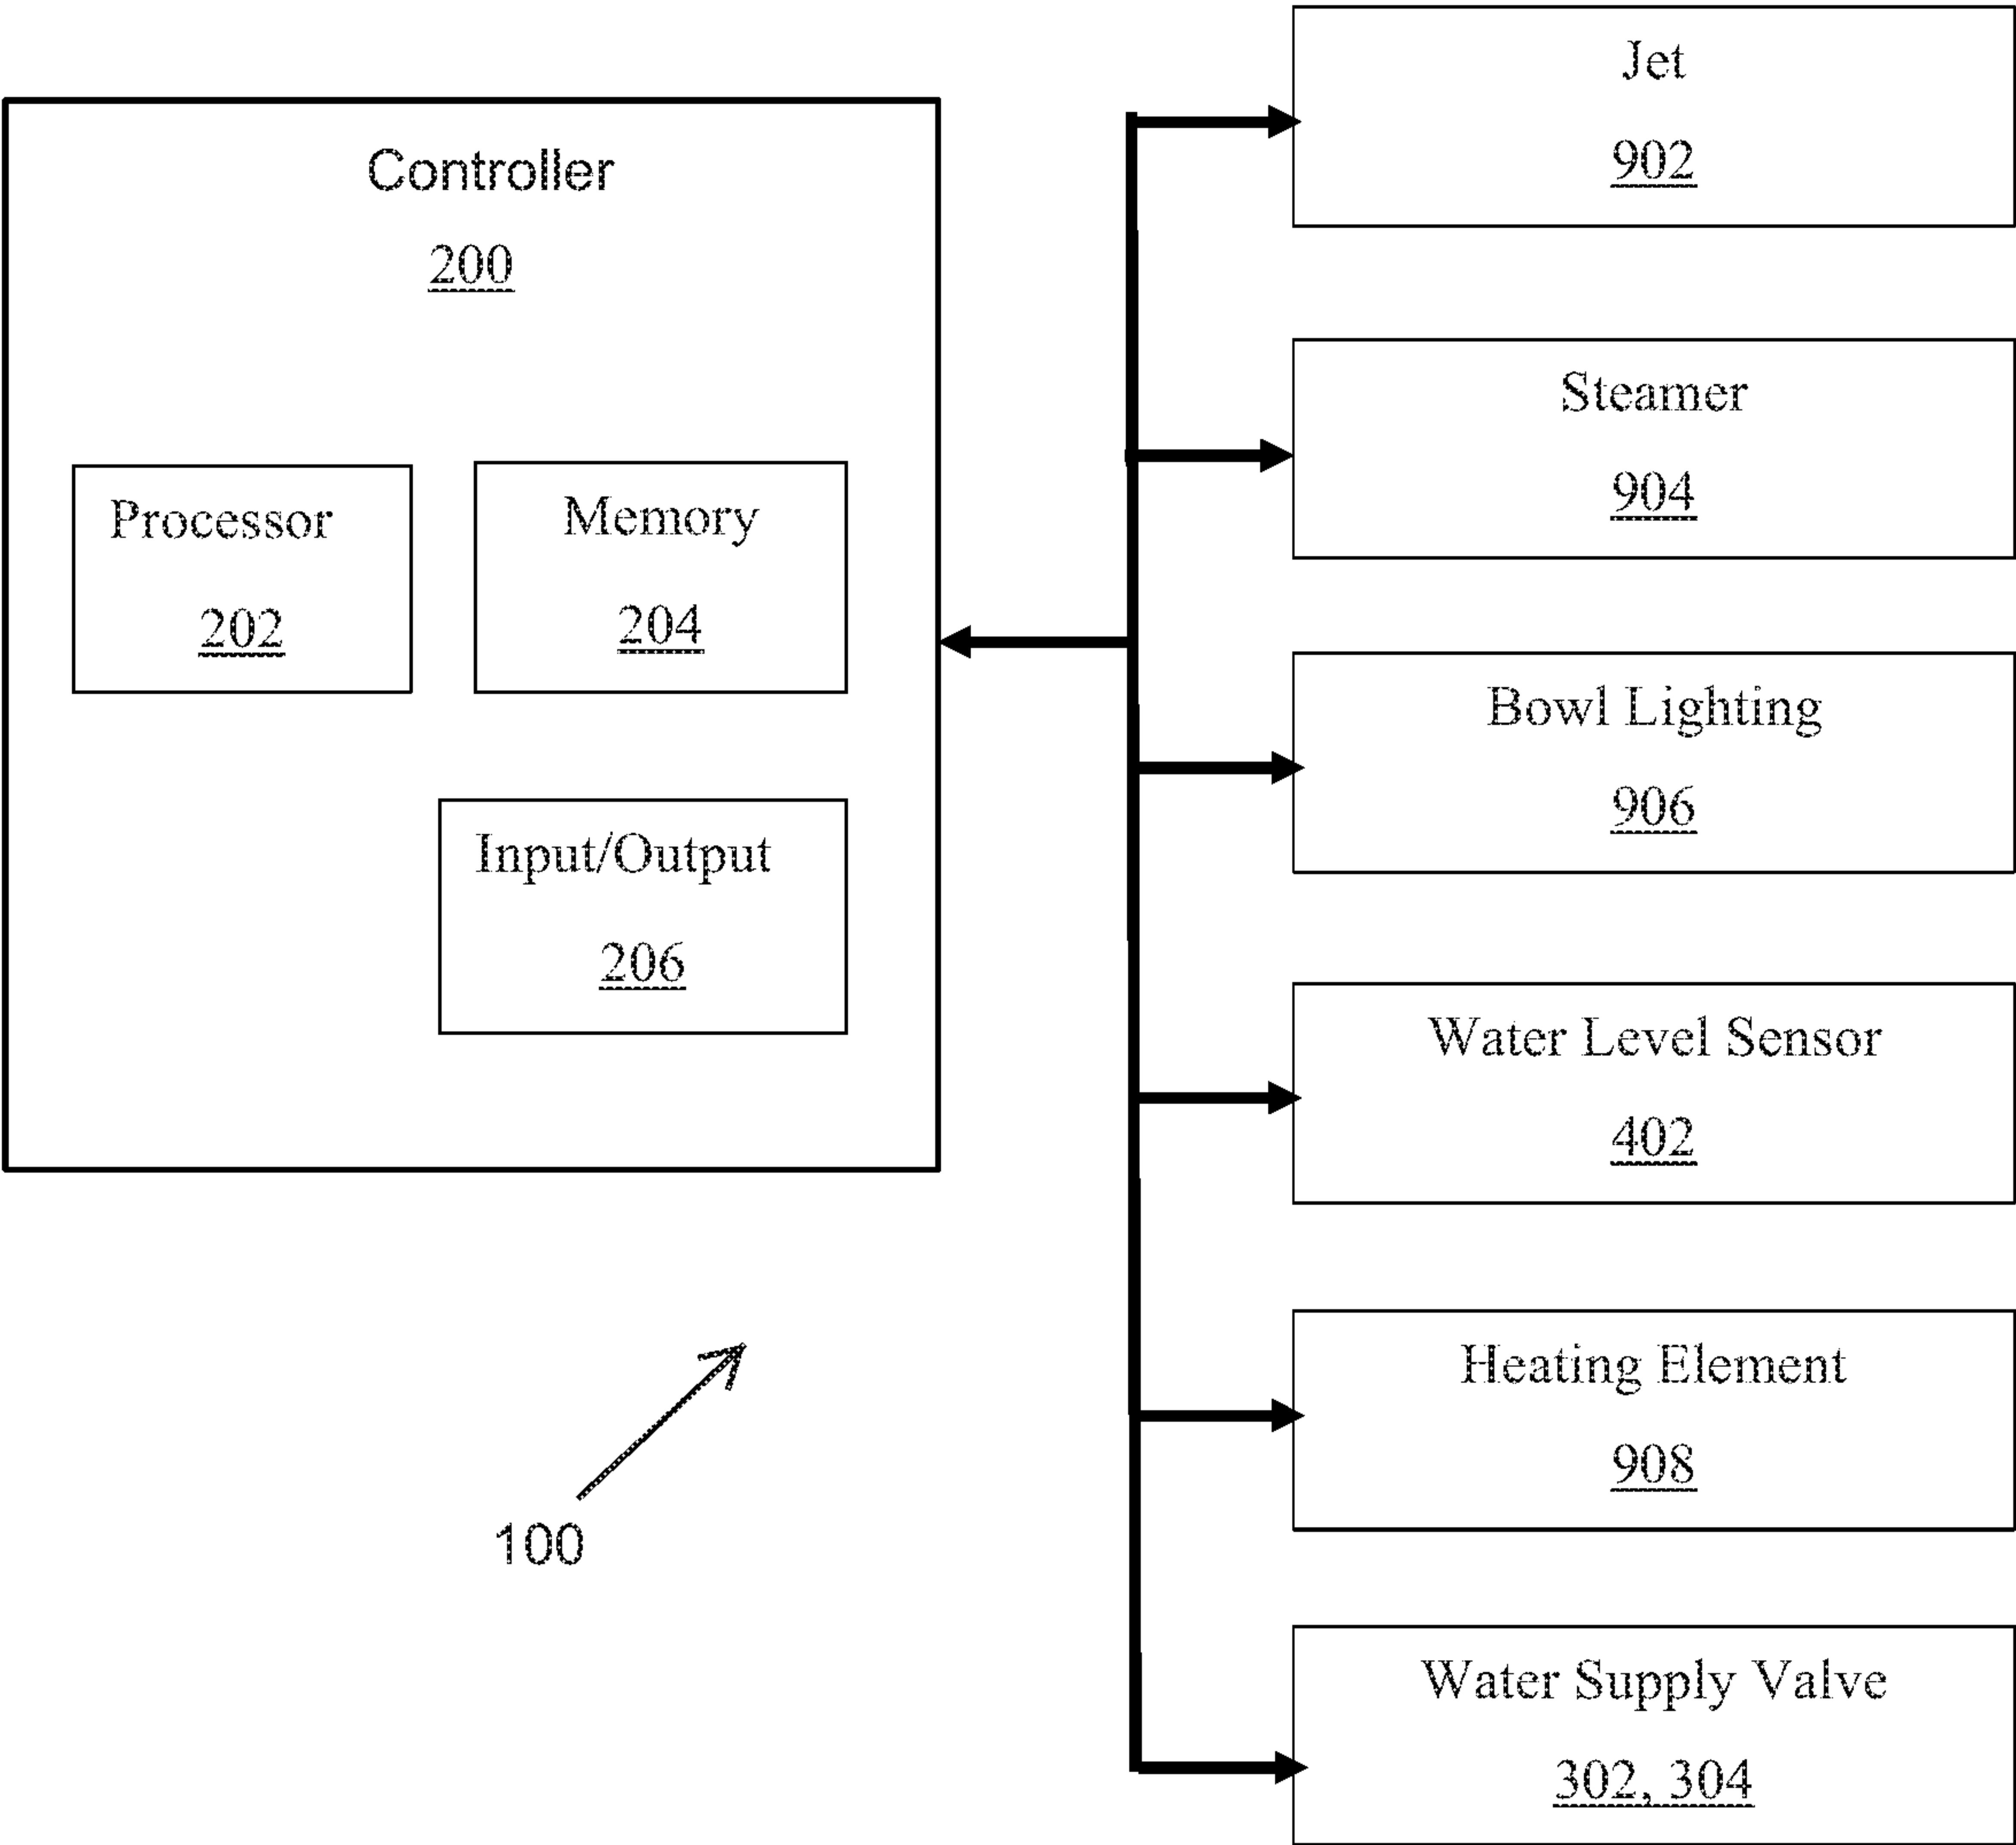 Controller
200
Processor
202
Memory
204
Input/Output
206
100
Jet
902
Steamer
904
Bowl Lighting
906
Water Level Sensor
402
Heating Element
908
Water Supply Valve
302, 304